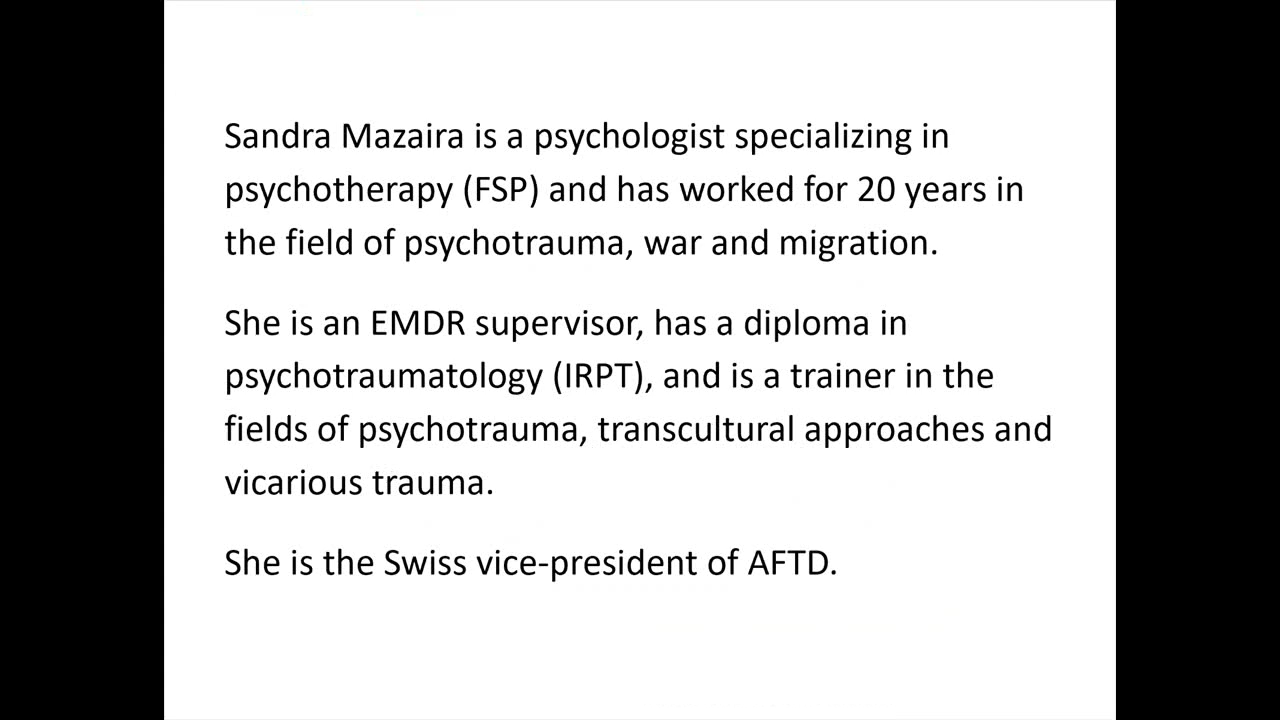 Sandra Mazaira is a psychologist specializing in
psychotherapy (FSP) and has worked for 20 years in
the field of psychotrauma, war and migration.
She is an EMDR supervisor, has a diploma in
psychotraumatology (IRPT), and is a trainer in the
fields of psychotrauma, transcultural approaches and
vicarious trauma.
She is the Swiss vice-president of AFTD.